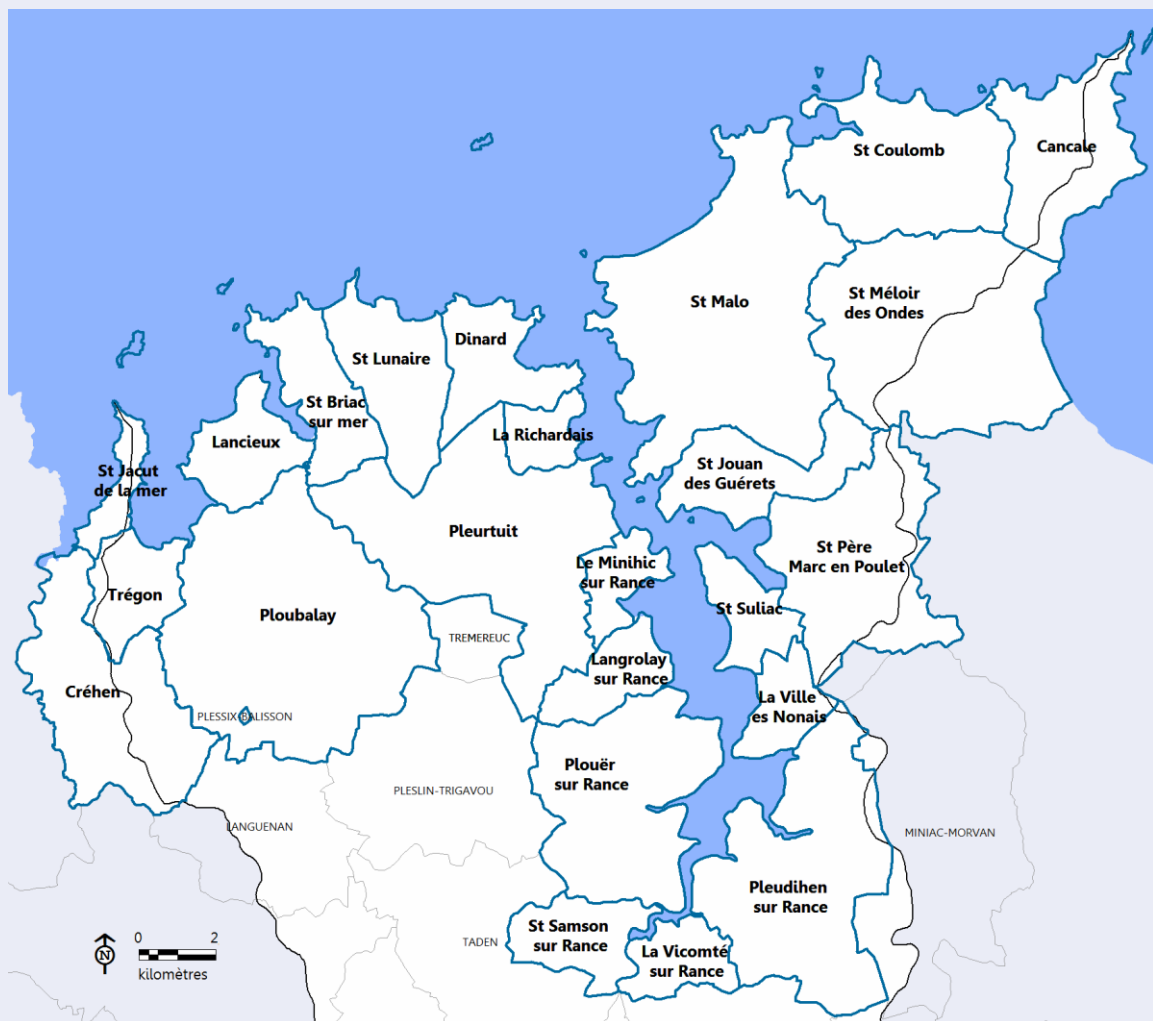 Cancale
St Coulomb
St Méloir
des Ondes
St Malo
Dinard
St Lunaire
St Briac
sur mer
La Richardais
Lancieux
St Jacut
de la mer
St Jouan
des Guérets
Pleurtuit
St Père
Marc en Poulet
Le Minihic
sur Rance
Trégon
Ploubalay
St Suliac
TREMEREUC
Langrolay
sur Rance
Créhen
La Ville
es Nonais
PLESSIX-BALISSON
Plouër
sur Rance
PLESLIN-TRIGAVOU
LANGUENAN
MINIAC-MORVAN
Pleudihen
sur Rance
St Samson
sur Rance
TADEN
La Vicomté
sur Rance
N
0 2
kilomètres